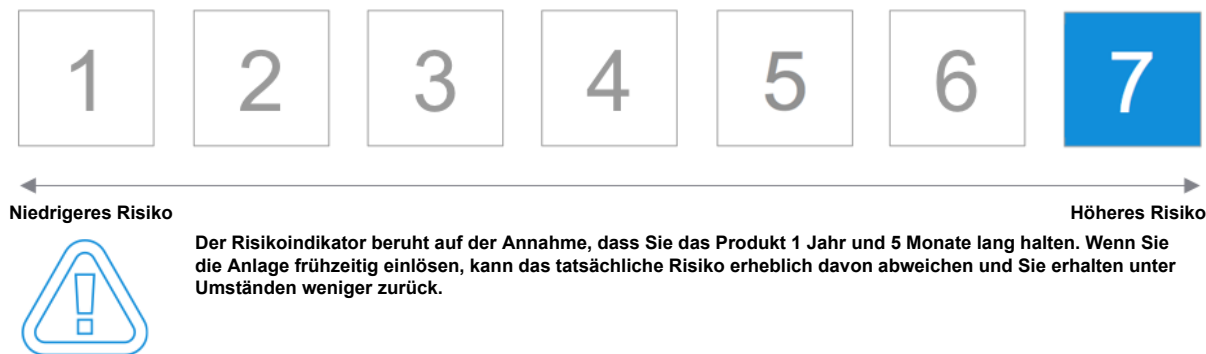 1 2 3 4 5 6 7
Niedrigeres Risiko Höheres Risiko
Der Risikoindikator beruht auf der Annahme, dass Sie das Produkt 1 Jahr und 5 Monate lang halten. Wenn Sie
die Anlage frühzeitig einlösen, kann das tatsächliche Risiko erheblich davon abweichen und Sie erhalten unter
Umständen weniger zurück.